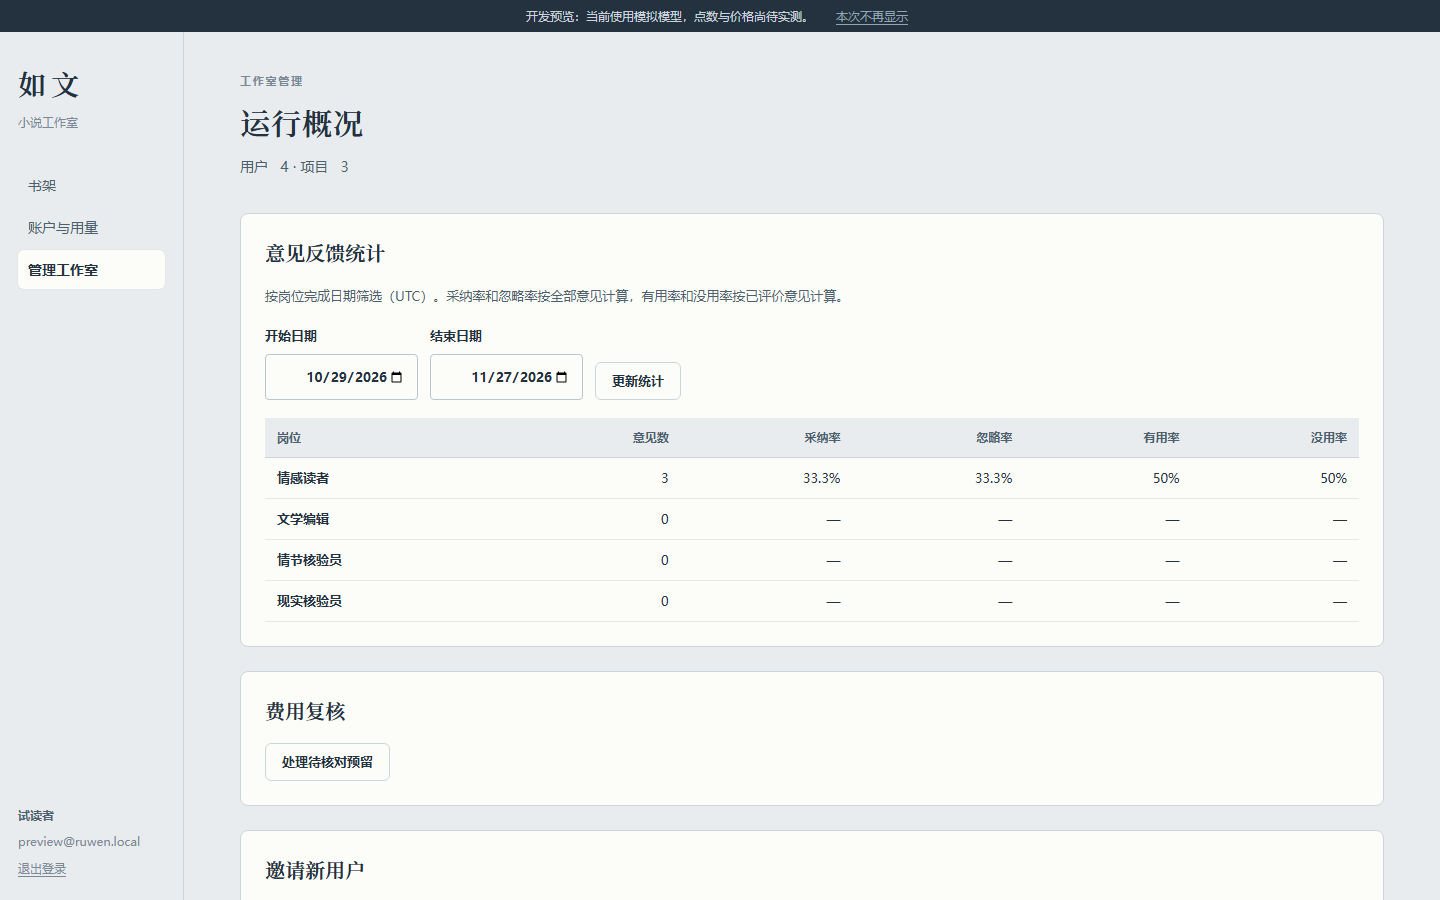 开发预览：当前使用模拟模型，点数与价格尚待实测。 本次不再显示
如文
小说工作室
书架
账户与用量
管理工作室
试读者
preview@ruwen.local
退出登录
工作室管理
运行概况
用户 4 · 项目 3
意见反馈统计
按岗位完成日期筛选（UTC）。采纳率和忽略率按全部意见计算，有用率和没用率按已评价意见计算。
开始日期 结束日期
10/29/2026 11/27/2026 更新统计
岗位 意见数 采纳率 忽略率 有用率 没用率
情感读者 3 33.3% 33.3% 50% 50%
文学编辑 0 — — — —
情节核验员 0 — — — —
现实核验员 0 — — — —
费用复核
处理待核对预留
邀请新用户